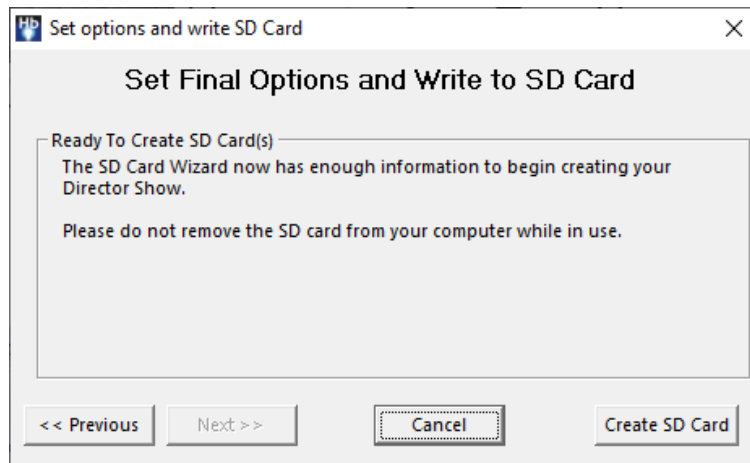 Hb
Set options and write SD Card
Set Final Options and Write to SD Card
Ready To Create SD Card(s)
The SD Card Wizard now has enough information to begin creating your
Director Show.
Please do not remove the SD card from your computer while in use.
<< Previous
Next >>
Cancel
Create SD Card